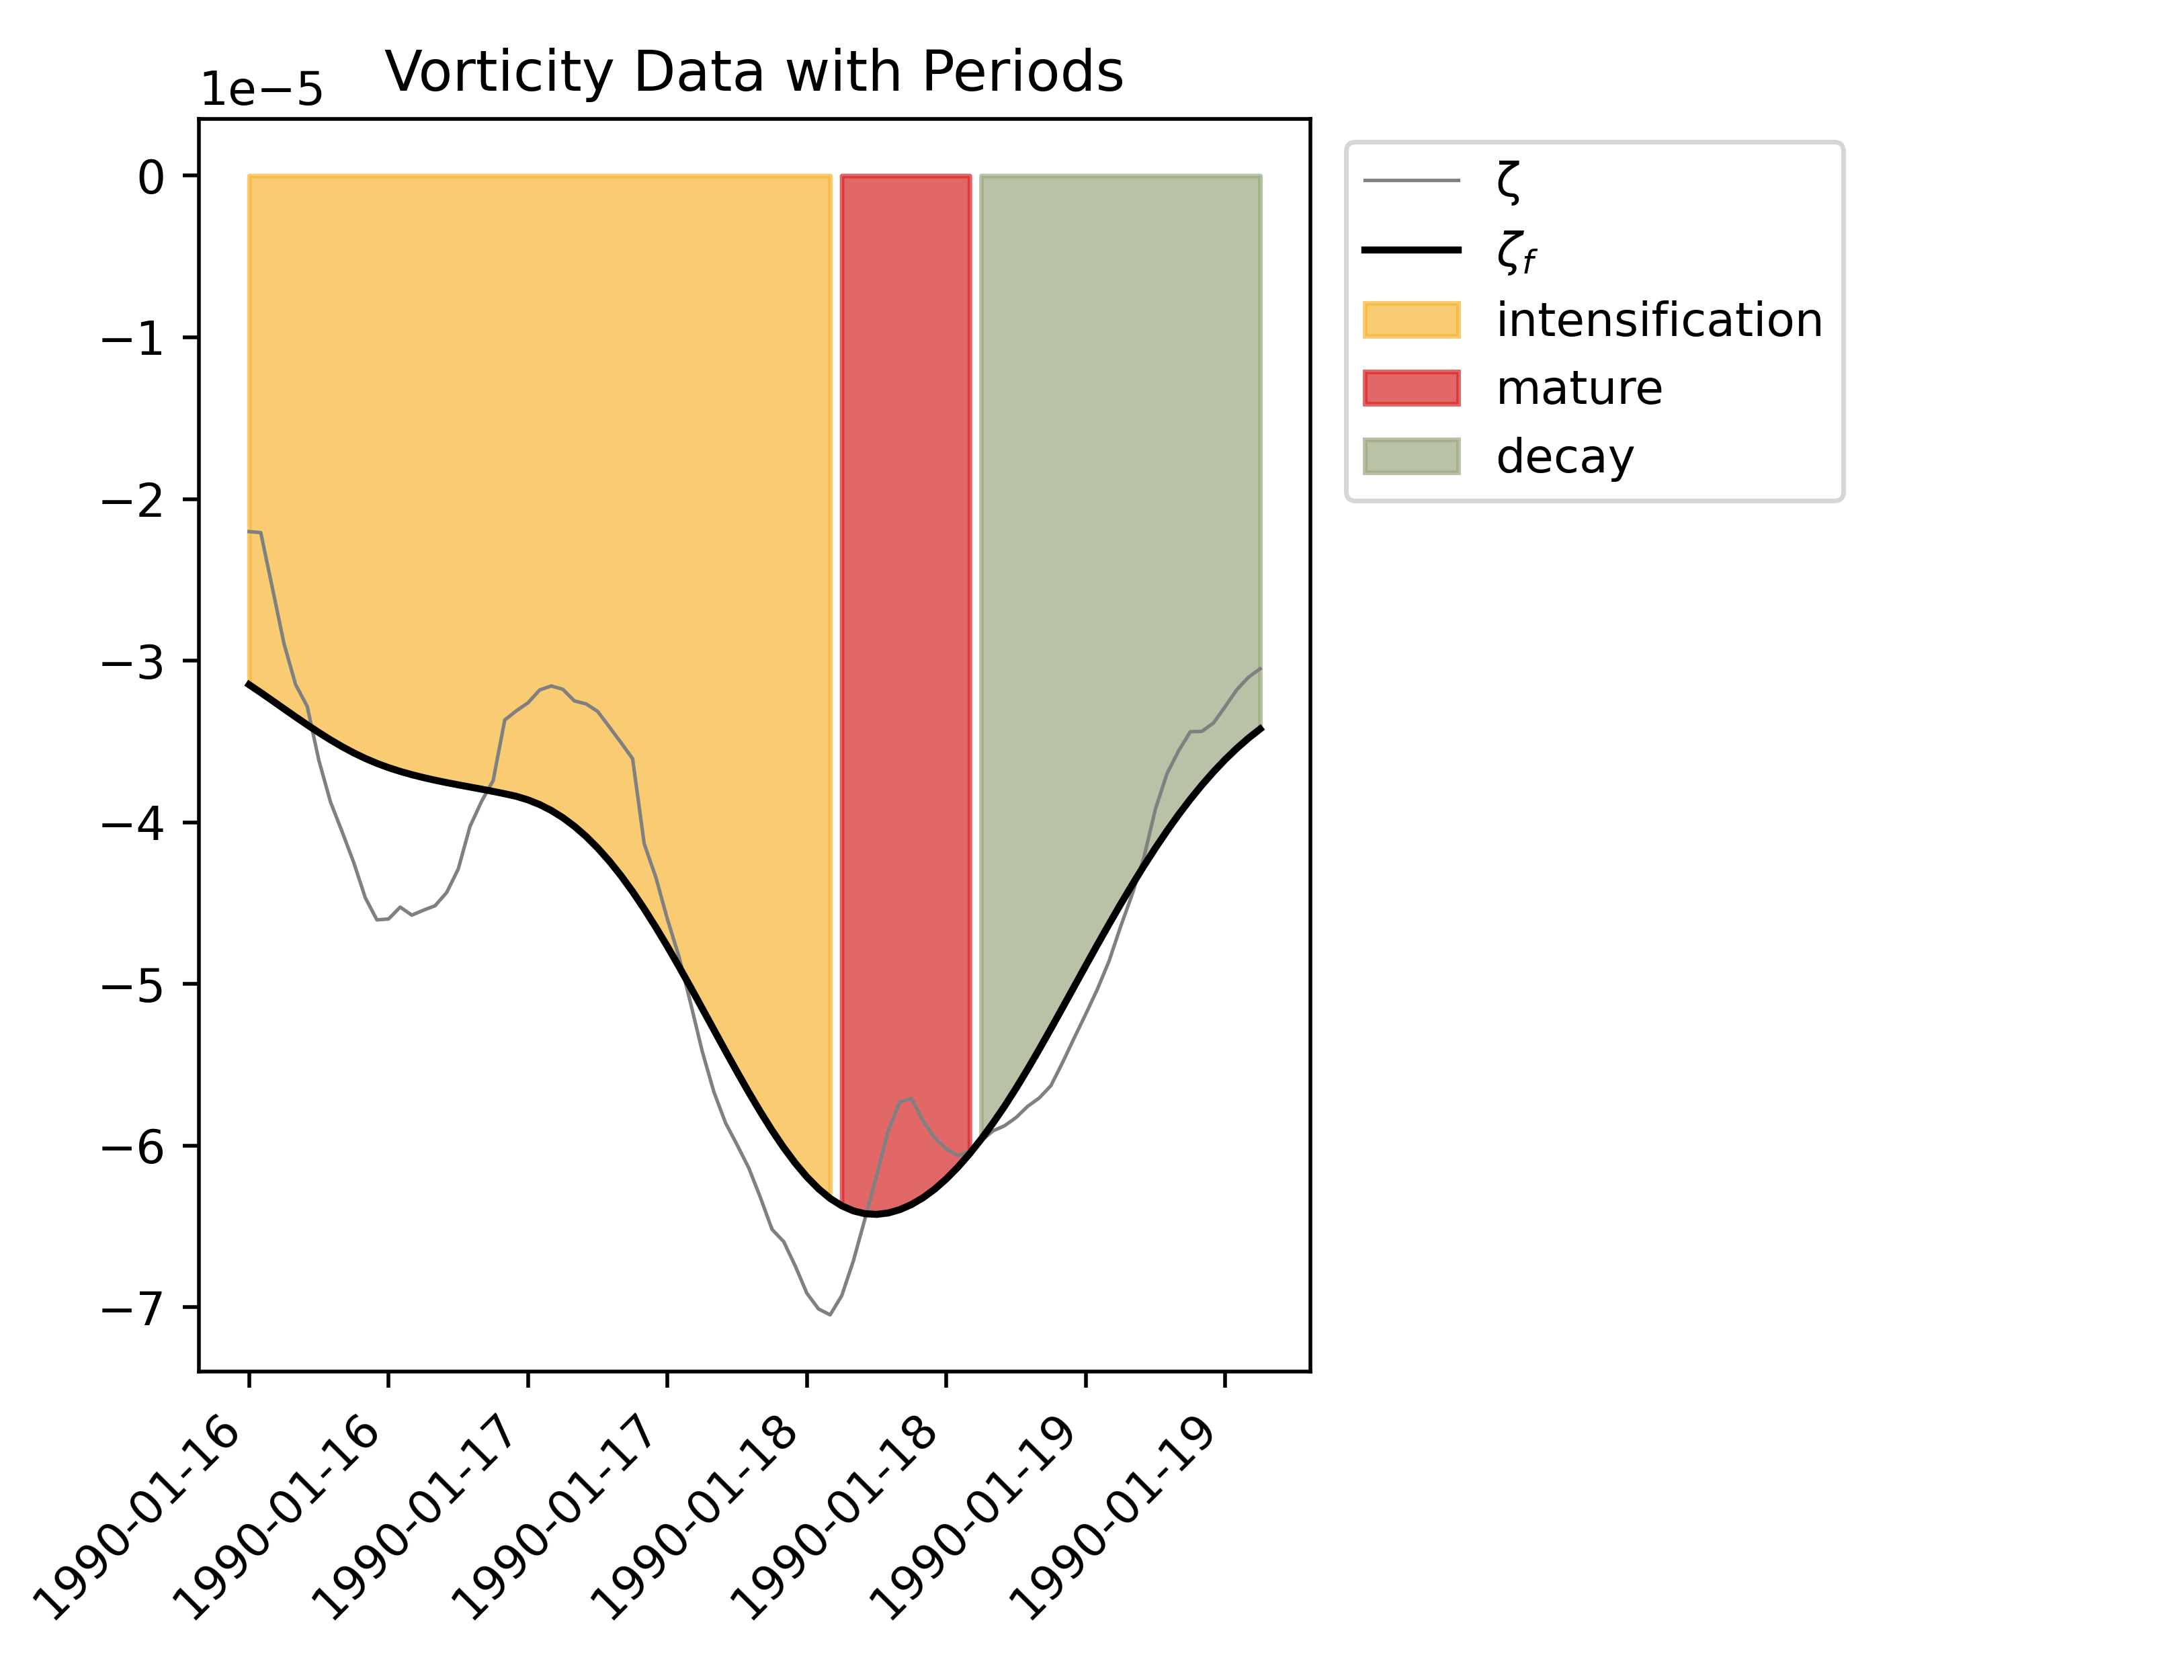 Vorticity Data with Periods
1e−5
0
−1
−2
−3
−4
−5
−6
−7
1990-01-16
1990-01-16
1990-01-17
1990-01-17
1990-01-18
1990-01-18
1990-01-19
1990-01-19
ζ
ζf
intensification
mature
decay